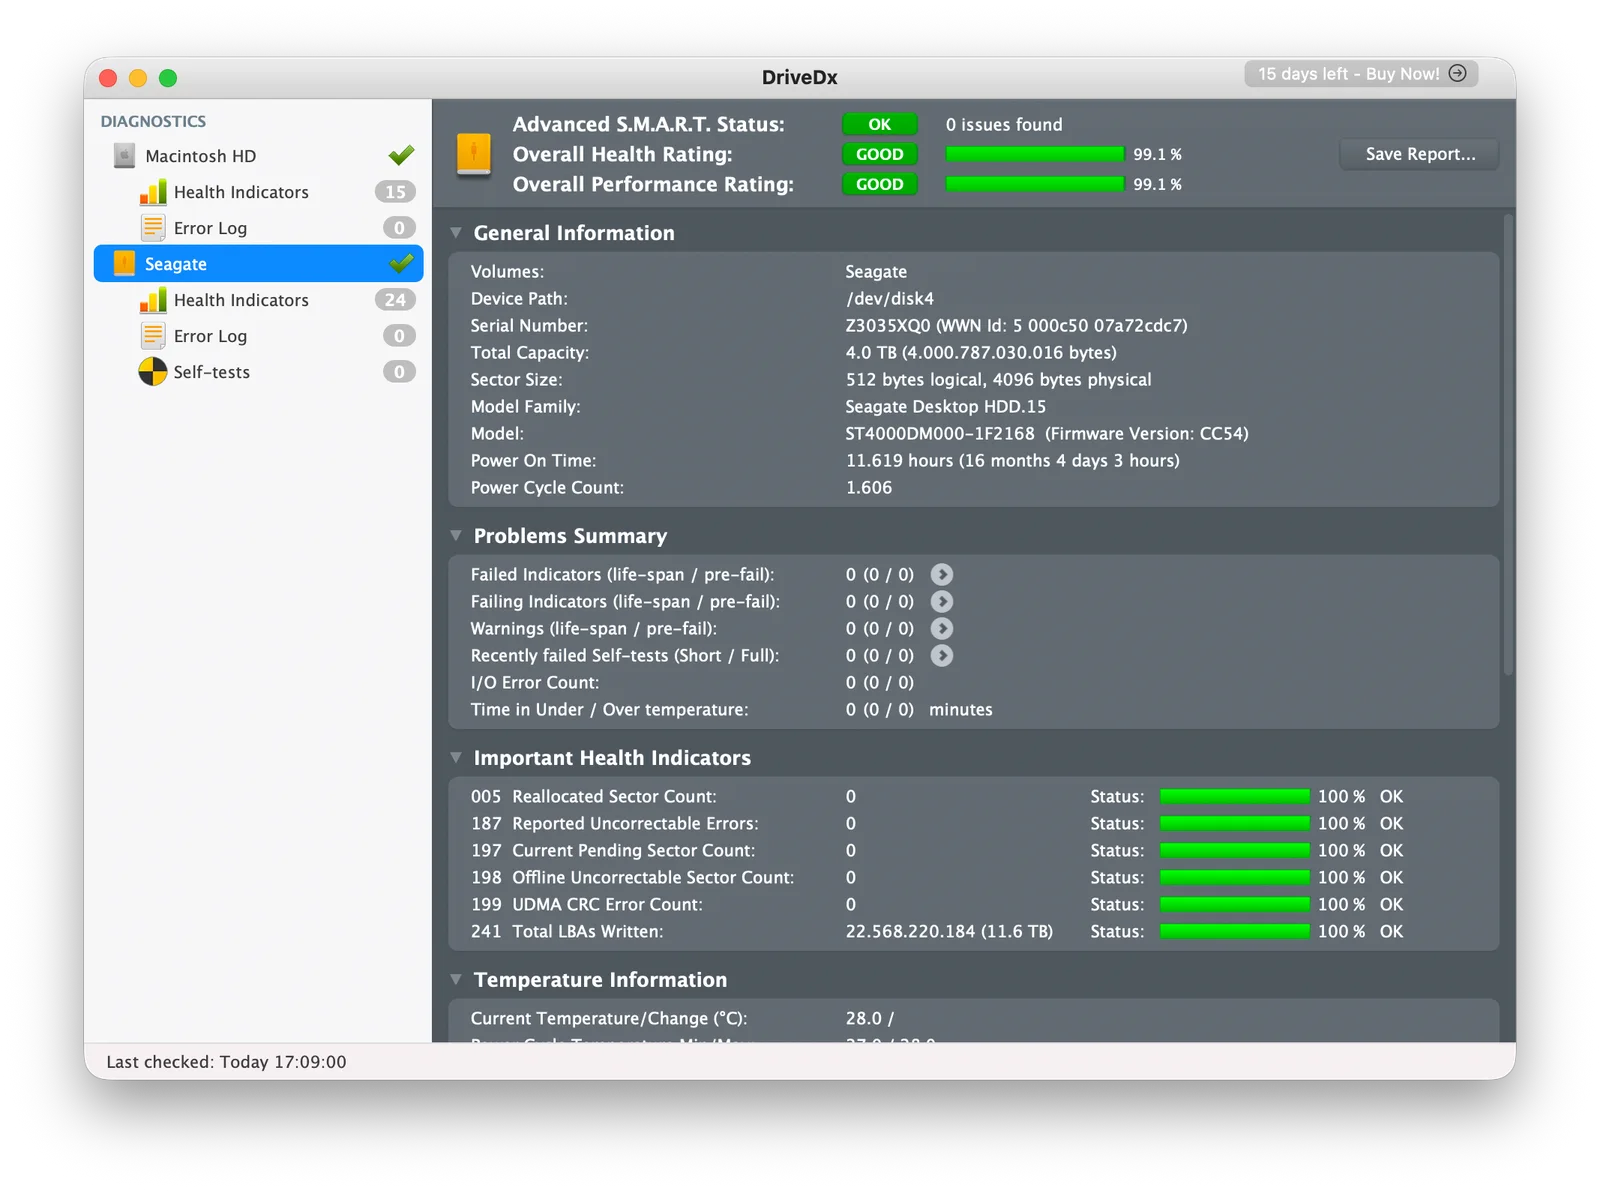 DriveDx
15 days left - Buy Now!
DIAGNOSTICS
Macintosh HD
Health Indicators 15
Error Log 0
Seagate
Health Indicators 24
Error Log 0
Self-tests 0
Advanced S.M.A.R.T. Status: OK 0 issues found
Overall Health Rating: GOOD 99.1 %
Overall Performance Rating: GOOD 99.1 %
Save Report...
General Information
Volumes: Seagate
Device Path: /dev/disk4
Serial Number: Z3035XQ0 (WWN Id: 5 000c50 07a72cdc7)
Total Capacity: 4.0 TB (4.000.787.030.016 bytes)
Sector Size: 512 bytes logical, 4096 bytes physical
Model Family: Seagate Desktop HDD.15
Model: ST4000DM000-1F2168 (Firmware Version: CC54)
Power On Time: 11.619 hours (16 months 4 days 3 hours)
Power Cycle Count: 1.606
Problems Summary
Failed Indicators (life-span / pre-fail): 0 (0 / 0)
Failing Indicators (life-span / pre-fail): 0 (0 / 0)
Warnings (life-span / pre-fail): 0 (0 / 0)
Recently failed Self-tests (Short / Full): 0 (0 / 0)
I/O Error Count: 0 (0 / 0)
Time in Under / Over temperature: 0 (0 / 0) minutes
Important Health Indicators
005 Reallocated Sector Count: 0 Status: 100 % OK
187 Reported Uncorrectable Errors: 0 Status: 100 % OK
197 Current Pending Sector Count: 0 Status: 100 % OK
198 Offline Uncorrectable Sector Count: 0 Status: 100 % OK
199 UDMA CRC Error Count: 0 Status: 100 % OK
241 Total LBAs Written: 22.568.220.184 (11.6 TB) Status: 100 % OK
Temperature Information
Current Temperature/Change (°C): 28.0 /
Last checked: Today 17:09:00